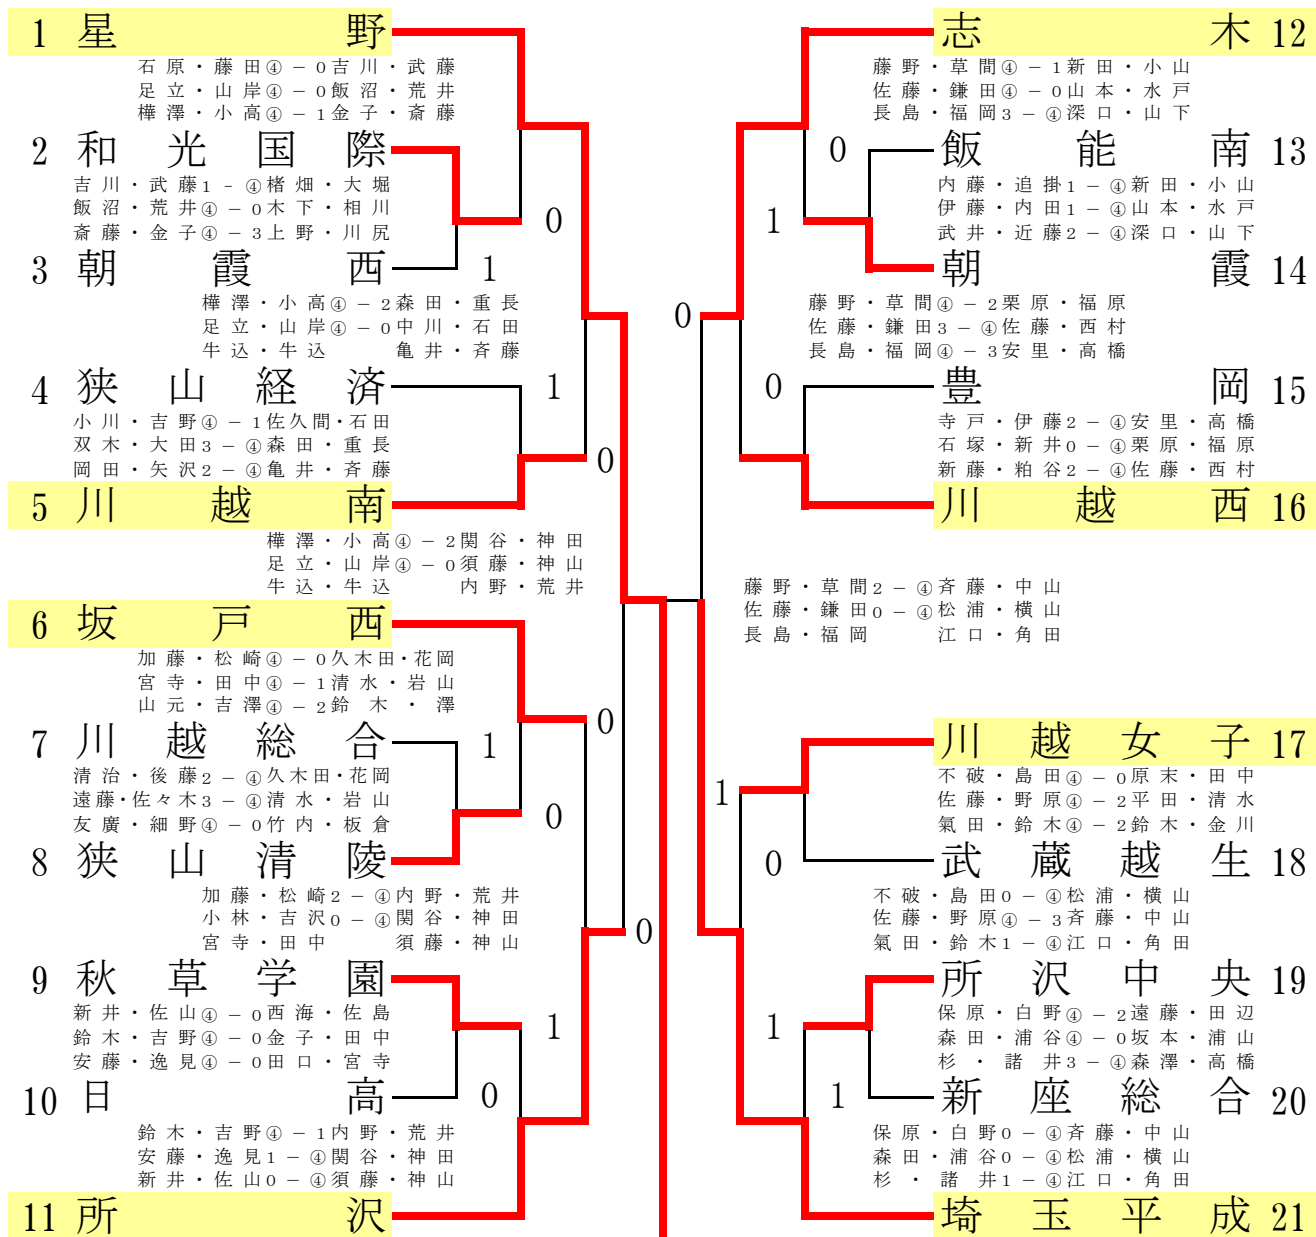 1 星野
石原・藤田④－0吉川・武藤
足立・山岸④－0飯沼・荒井
樺澤・小高④－1金子・斎藤
2 和光国際
吉川・武藤1-④楮畑・大堀
飯沼・荒井④－0木下・相川
斎藤・金子④－3上野・川尻
0
3 朝霞西
1
樺澤・小高④－2森田・重長
足立・山岸④－0中川・石田
牛込・牛込 亀井・斉藤
4 狭山経済
1
小川・吉野④－1佐久間・石田
双木・大田3－④森田・重長
岡田・矢沢2－④亀井・斉藤
0
5 川越南
樺澤・小高④－2関谷・神田
足立・山岸④－0須藤・神山
牛込・牛込 内野・荒井
6 坂戸西
加藤・松崎④－0久木田・花岡
宮寺・田中④－1清水・岩山
山元・吉澤④－2鈴木・澤
0
7 川越総合
1
清治・後藤2－④久木田・花岡
遠藤・佐々木3－④清水・岩山
友廣・細野④－0竹内・板倉
0
8 狭山清陵
加藤・松崎2－④内野・荒井
小林・吉沢0－④関谷・神田
宮寺・田中 須藤・神山
0
9 秋草学園
新井・佐山④－0西海・佐島
鈴木・吉野④－0金子・田中
安藤・逸見④－0田口・宮寺
1
10 日高
0
鈴木・吉野④－1内野・荒井
安藤・逸見1－④関谷・神田
新井・佐山0－④須藤・神山
11 所沢
志木 12
藤野・草間④－1新田・小山
佐藤・鎌田④－0山本・水戸
長島・福岡3－④深口・山下
0
飯能南 13
内藤・追掛1－④新田・小山
伊藤・内田1－④山本・水戸
武井・近藤2－④深口・山下
1
朝霞 14
0
藤野・草間④－2栗原・福原
佐藤・鎌田3－④佐藤・西村
長島・福岡④－3安里・高橋
0
豊岡 15
寺戸・伊藤2－④安里・高橋
石塚・新井0－④栗原・福原
新藤・粕谷2－④佐藤・西村
川越西 16
藤野・草間2－④斉藤・中山
佐藤・鎌田0－④松浦・横山
長島・福岡 江口・角田
川越女子 17
不破・島田④－0原末・田中
佐藤・野原④－2平田・清水
氣田・鈴木④－2鈴木・金川
1
0
武蔵越生 18
不破・島田0－④松浦・横山
佐藤・野原④－3斉藤・中山
氣田・鈴木1－④江口・角田
所沢中央 19
保原・白野④－2遠藤・田辺
森田・浦谷④－0坂本・浦山
杉・諸井3－④森澤・高橋
1
1
新座総合 20
保原・白野0－④斉藤・中山
森田・浦谷0－④松浦・横山
杉・諸井1－④江口・角田
埼玉平成 21